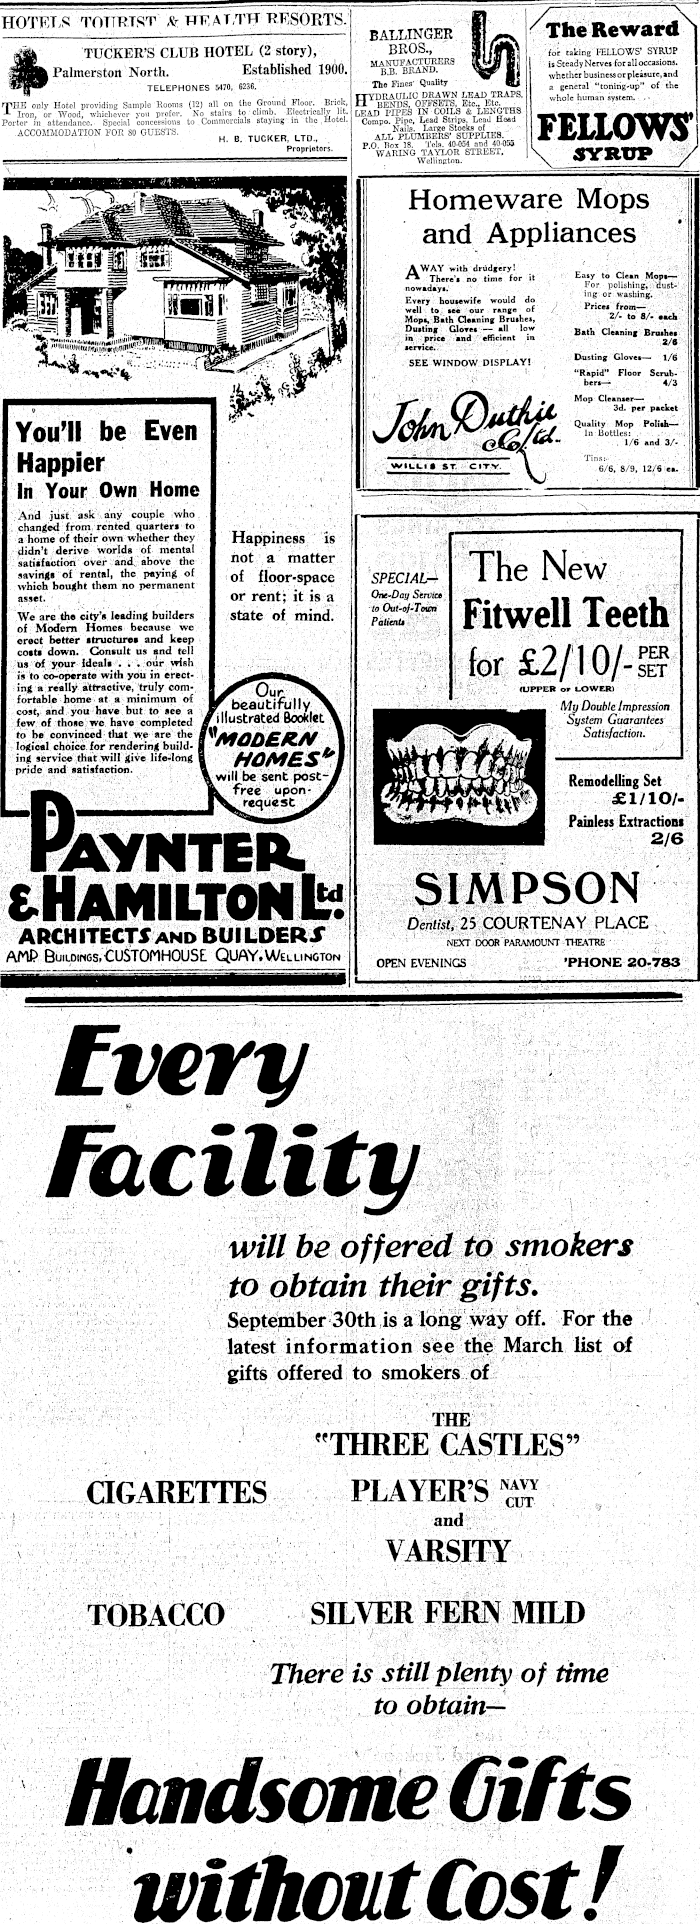 HOTELS TOURIST & HEALTH RESORTS.
TUCKER'S CLUB HOTEL (2 story),
Palmerston North. Established 1900.
TELEPHONES 5470, 6236.
THE only Hotel providing Sample Rooms (12) all on the Ground Floor. Brick,
Iron, or Wood, whichever you prefer. No stairs to climb. Electrically lit.
Porter in attendance. Special concessions to Commercials staying in the Hotel.
ACCOMMODATION FOR 80 GUESTS.
H. B. TUCKER, LTD.,
Proprietors.
BALLINGER
BROS.,
MANUFACTURERS
B.B. BRAND.
The Fines' Quality
HYDRAULIC DRAWN LEAD TRAPS,
BENDS, OFFSETS, Etc., Etc.
LEAD PIPES IN COILS & LENGTHS
Compo. Pipe, Lead Strips, Lead Head
Nails. Large Stocks of
ALL PLUMBERS' SUPPLIES.
P.O. Box 18. Tels. 40-054 and 40-055
WARING TAYLOR STREET,
Wellington.
The Reward
for taking FELLOWS' SYRUP
is Steady Nerves for all occasions,
whether business or pleasure, and
a general "toning-up" of the
whole human system.
FELLOWS'
SYRUP
You'll be Even
Happier
In Your Own Home
And just ask any couple who
changed from rented quarters to
a home of their own whether they
didn't derive worlds of mental
satisfaction over and above the
savings of rental, the paying of
which bought them no permanent
asset.
We are the city's leading builders
of Modern Homes because we
erect better structures and keep
costs down. Consult us and tell
us of your ideals . . . our wish
is to co-operate with you in erect-
ing a really attractive, truly com-
fortable home at a minimum of
cost, and you have but to see a
few of those we have completed
to be convinced that we are the
logical choice for rendering build-
ing service that will give life-long
pride and satisfaction.
Happiness is
not a matter
of floor-space
or rent; it is a
state of mind.
Our
beautifully
illustrated Booklet
"MODERN
HOMES"
will be sent post-
free upon
request
PAYNTER
& HAMILTON Ltd.
ARCHITECTS AND BUILDERS
AMP BUILDINGS, CUSTOMHOUSE QUAY, WELLINGTON
Homeware Mops
and Appliances
AWAY with drudgery!
There's no time for it
nowadays.
Every housewife would do
well to see our range of
Mops, Bath Cleaning Brushes,
Dusting Gloves — all low
in price and efficient in
service.
SEE WINDOW DISPLAY!
John Duthie
& Co. Ltd.
WILLIS ST. CITY.
Easy to Clean Mops—
For polishing, dust-
ing or washing.
Prices from—
2/- to 8/- each
Bath Cleaning Brushes
2/6
Dusting Gloves— 1/6
"Rapid" Floor Scrub-
bers— 4/3
Mop Cleanser—
3d. per packet
Quality Mop Polish—
In Bottles:
1/6 and 3/-
Tins:
6/6, 8/9, 12/6 ea.
SPECIAL—
One-Day Service
to Out-of-Town
Patients
The New
Fitwell Teeth
for £2/10/- PER
SET
(UPPER or LOWER)
My Double Impression
System Guarantees
Satisfaction.
Remodelling Set
£1/10/-
Painless Extractions
2/6
SIMPSON
Dentist, 25 COURTENAY PLACE
NEXT DOOR PARAMOUNT THEATRE
OPEN EVENINGS 'PHONE 20-783
Every
Facility
will be offered to smokers
to obtain their gifts.
September 30th is a long way off. For the
latest information see the March list of
gifts offered to smokers of
THE
"THREE CASTLES"
CIGARETTES PLAYER'S NAVY
CUT
and
VARSITY
TOBACCO SILVER FERN MILD
There is still plenty of time
to obtain—
Handsome Gifts
without Cost!